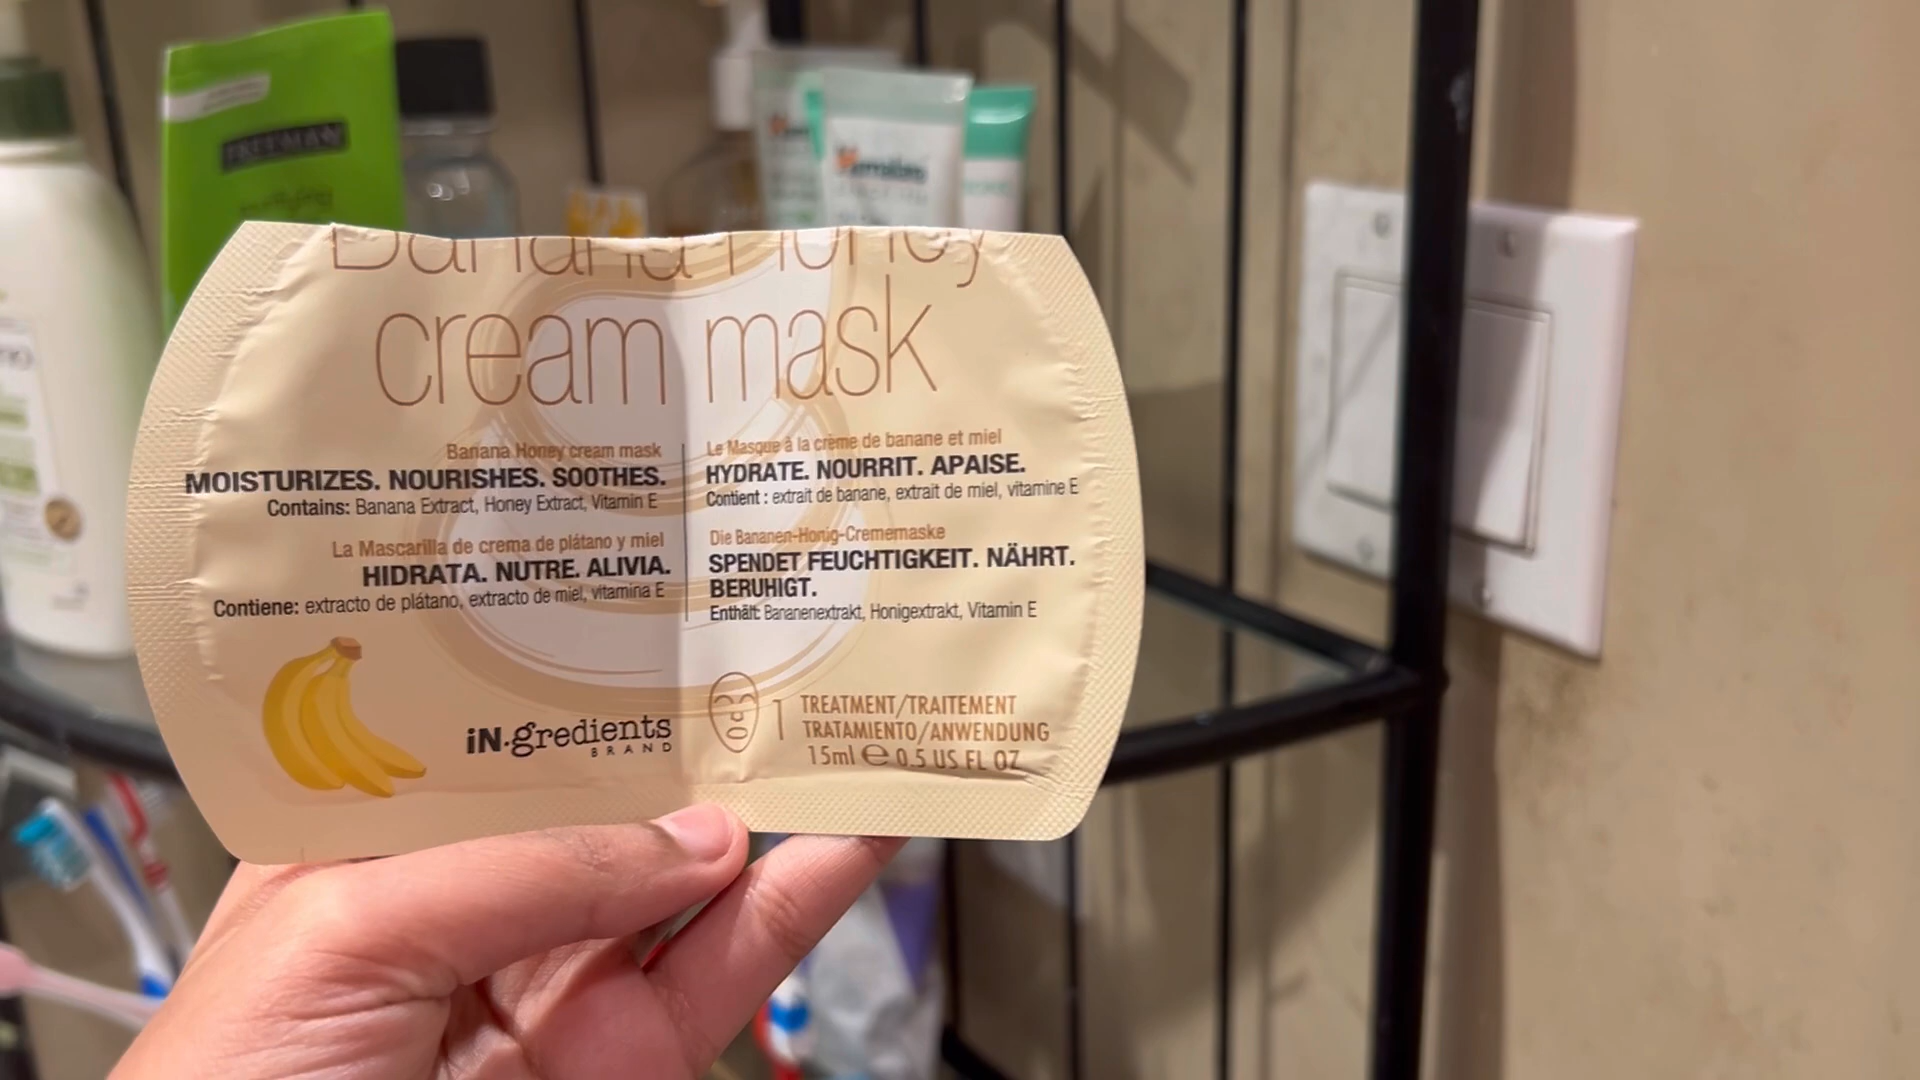 FREEMAN
Himalaya
Banana Honey
cream mask
Banana Honey cream mask
MOISTURIZES. NOURISHES. SOOTHES.
Contains: Banana Extract, Honey Extract, Vitamin E
La Mascarilla de crema de plátano y miel
HIDRATA. NUTRE. ALIVIA.
Contiene: extracto de plátano, extracto de miel, vitamina E
Le Masque à la crème de banane et miel
HYDRATE. NOURRIT. APAISE.
Contient : extrait de banane, extrait de miel, vitamine E
Die Bananen-Honig-Crememaske
SPENDET FEUCHTIGKEIT. NÄHRT.
BERUHIGT.
Enthält: Bananenextrakt, Honigextrakt, Vitamin E
iN.gredients
BRAND
1 TREATMENT/TRAITEMENT
TRATAMIENTO/ANWENDUNG
15ml e 0.5 US FL OZ